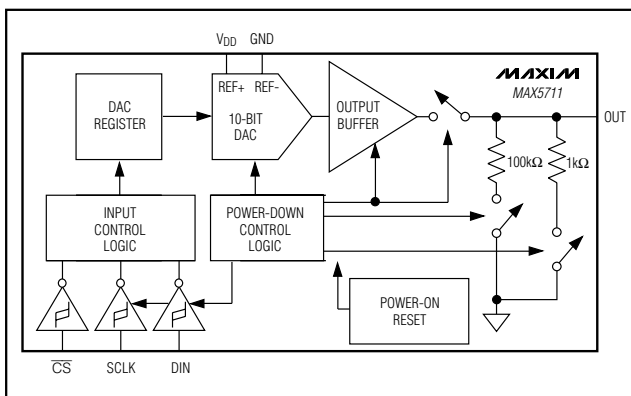 VDD GND
MAXIM
MAX5711
DAC
REGISTER
REF+ REF-
10-BIT
DAC
OUTPUT
BUFFER
OUT
100kΩ
1kΩ
INPUT
CONTROL
LOGIC
POWER-DOWN
CONTROL
LOGIC
POWER-ON
RESET
CS SCLK DIN